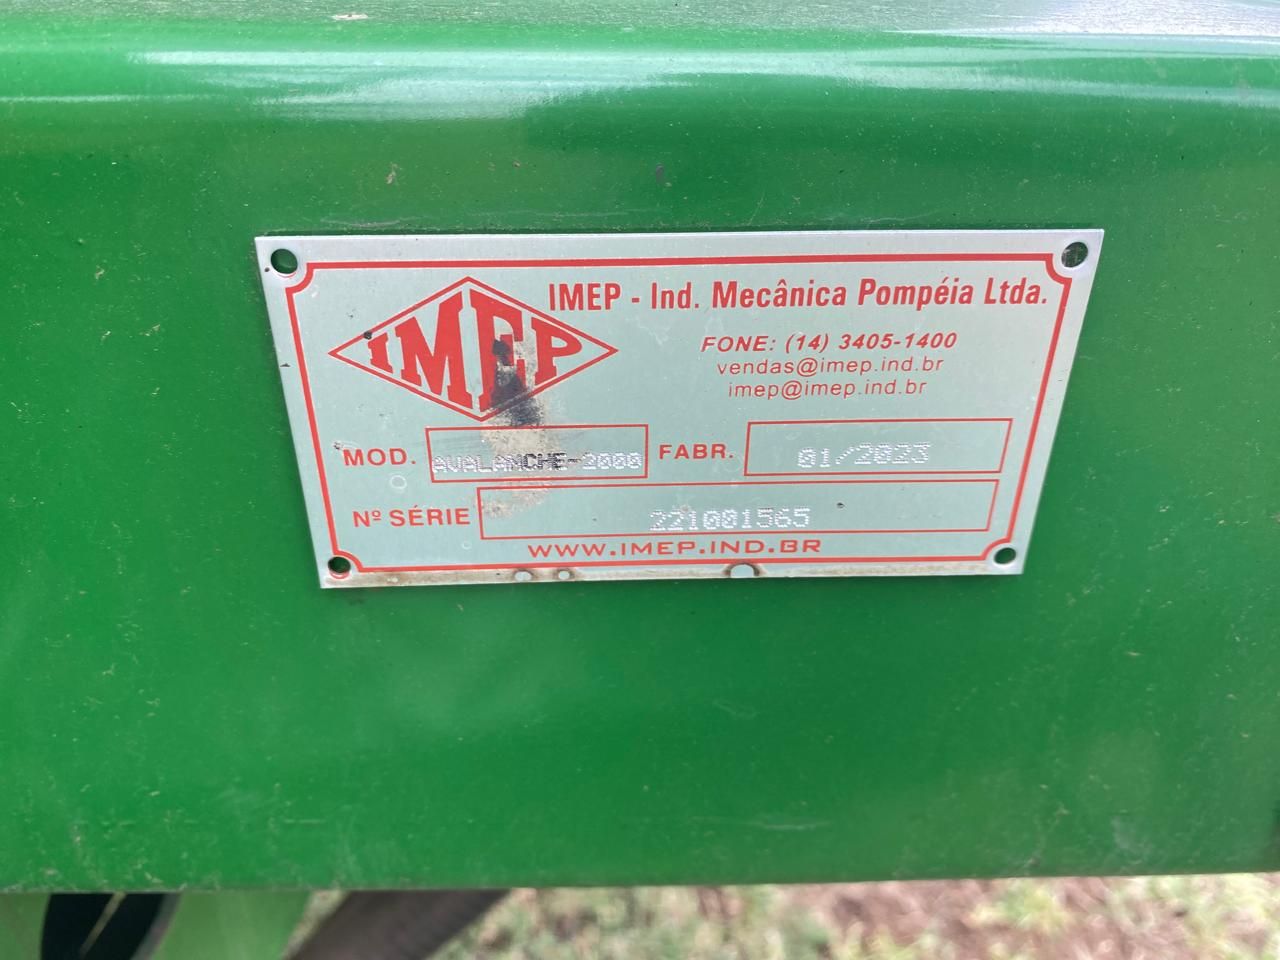 IMEP
IMEP - Ind. Mecânica Pompéia Ltda.
FONE: (14) 3405-1400
vendas@imep.ind.br
imep@imep.ind.br
MOD. AVALANCHE-2000 FABR. 01/2023
Nº SÉRIE 221001565
WWW.IMEP.IND.BR